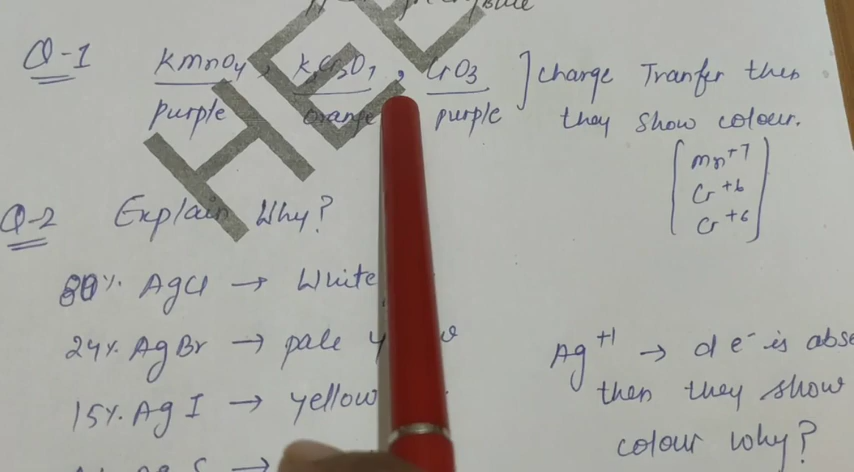 Q-1 KMnO4, K2Cr2O7, CrO3 ] Charge Tranfer then
purple orange purple they show colour.
[ Mn+7
Cr+6
Cr+6 ]
Q-2 Explain Why?
80%. AgCl → White
24%. AgBr → pale
Ag+1 → d e- is
15%. AgI → yellow then they show
colour why?
HE